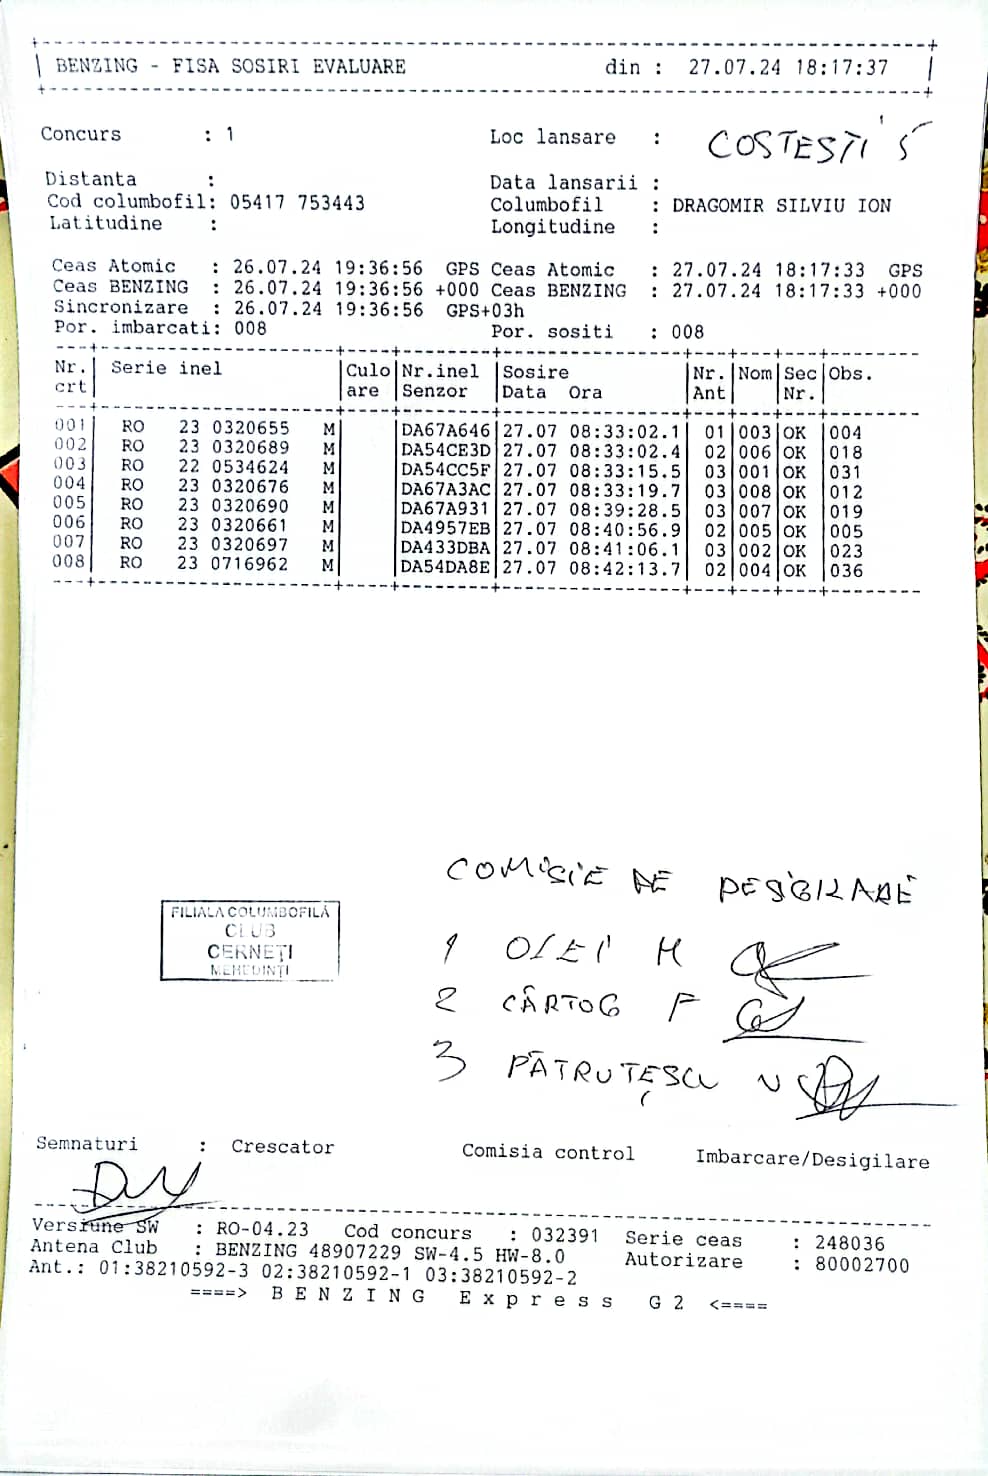 BENZING - FISA SOSIRI EVALUARE din : 27.07.24 18:17:37
Concurs : 1 Loc lansare : COSTEȘTI 5
Distanta : Data lansarii :
Cod columbofil: 05417 753443 Columbofil : DRAGOMIR SILVIU ION
Latitudine : Longitudine :
Ceas Atomic : 26.07.24 19:36:56 GPS Ceas Atomic : 27.07.24 18:17:33 GPS
Ceas BENZING : 26.07.24 19:36:56 +000 Ceas BENZING : 27.07.24 18:17:33 +000
Sincronizare : 26.07.24 19:36:56 GPS+03h
Por. imbarcati: 008 Por. sositi : 008
Nr. Serie inel Culo Nr.inel Sosire Nr. Nom Sec Obs.
crt are Senzor Data Ora Ant Nr.
001 RO 23 0320655 M DA67A646 27.07 08:33:02.1 01 003 OK 004
002 RO 23 0320689 M DA54CE3D 27.07 08:33:02.4 02 006 OK 018
003 RO 22 0534624 M DA54CC5F 27.07 08:33:15.5 03 001 OK 031
004 RO 23 0320676 M DA67A3AC 27.07 08:33:19.7 03 008 OK 012
005 RO 23 0320690 M DA67A931 27.07 08:39:28.5 03 007 OK 019
006 RO 23 0320661 M DA4957EB 27.07 08:40:56.9 02 005 OK 005
007 RO 23 0320697 M DA433DBA 27.07 08:41:06.1 03 002 OK 023
008 RO 23 0716962 M DA54DA8E 27.07 08:42:13.7 02 004 OK 036
COMISIE DE DESIGILARE
FILIALA COLUMBOFILĂ
CLUB
CERNEȚI
MEHEDINȚI
1 OLEI M
2 CÂRTOG F
3 PĂTRUȚESCU N
Semnaturi : Crescator Comisia control Imbarcare/Desigilare
Versiune SW : RO-04.23 Cod concurs : 032391 Serie ceas : 248036
Antena Club : BENZING 48907229 SW-4.5 HW-8.0 Autorizare : 80002700
Ant.: 01:38210592-3 02:38210592-1 03:38210592-2
====> B E N Z I N G E x p r e s s G 2 <====